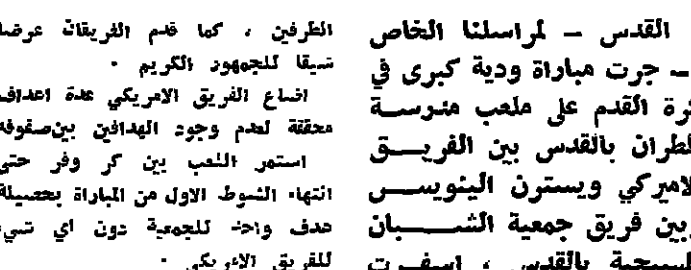 القدس – لمراسلنا الخاص
– جرت مباراة ودية كبرى في
كرة القدم على ملعب مدرسة
المطران بالقدس بين الفريق
الاميركي ويسترن الينويس
وبين فريق جمعية الشبان
المسيحية بالقدس ، اسفرت
الطرفين ، كما قدم الفريقان عرضا
شيقا للجمهور الكريم .
اضاع الفريق الامريكي عدة اهداف
محققة لعدم وجود الهدافين بين صفوفه
استمر اللعب بين كر وفر حتى
انتهاء الشوط الاول من المباراة بحصيلة
هدف واحد للجمعية دون اي شيء
للفريق الامريكي .